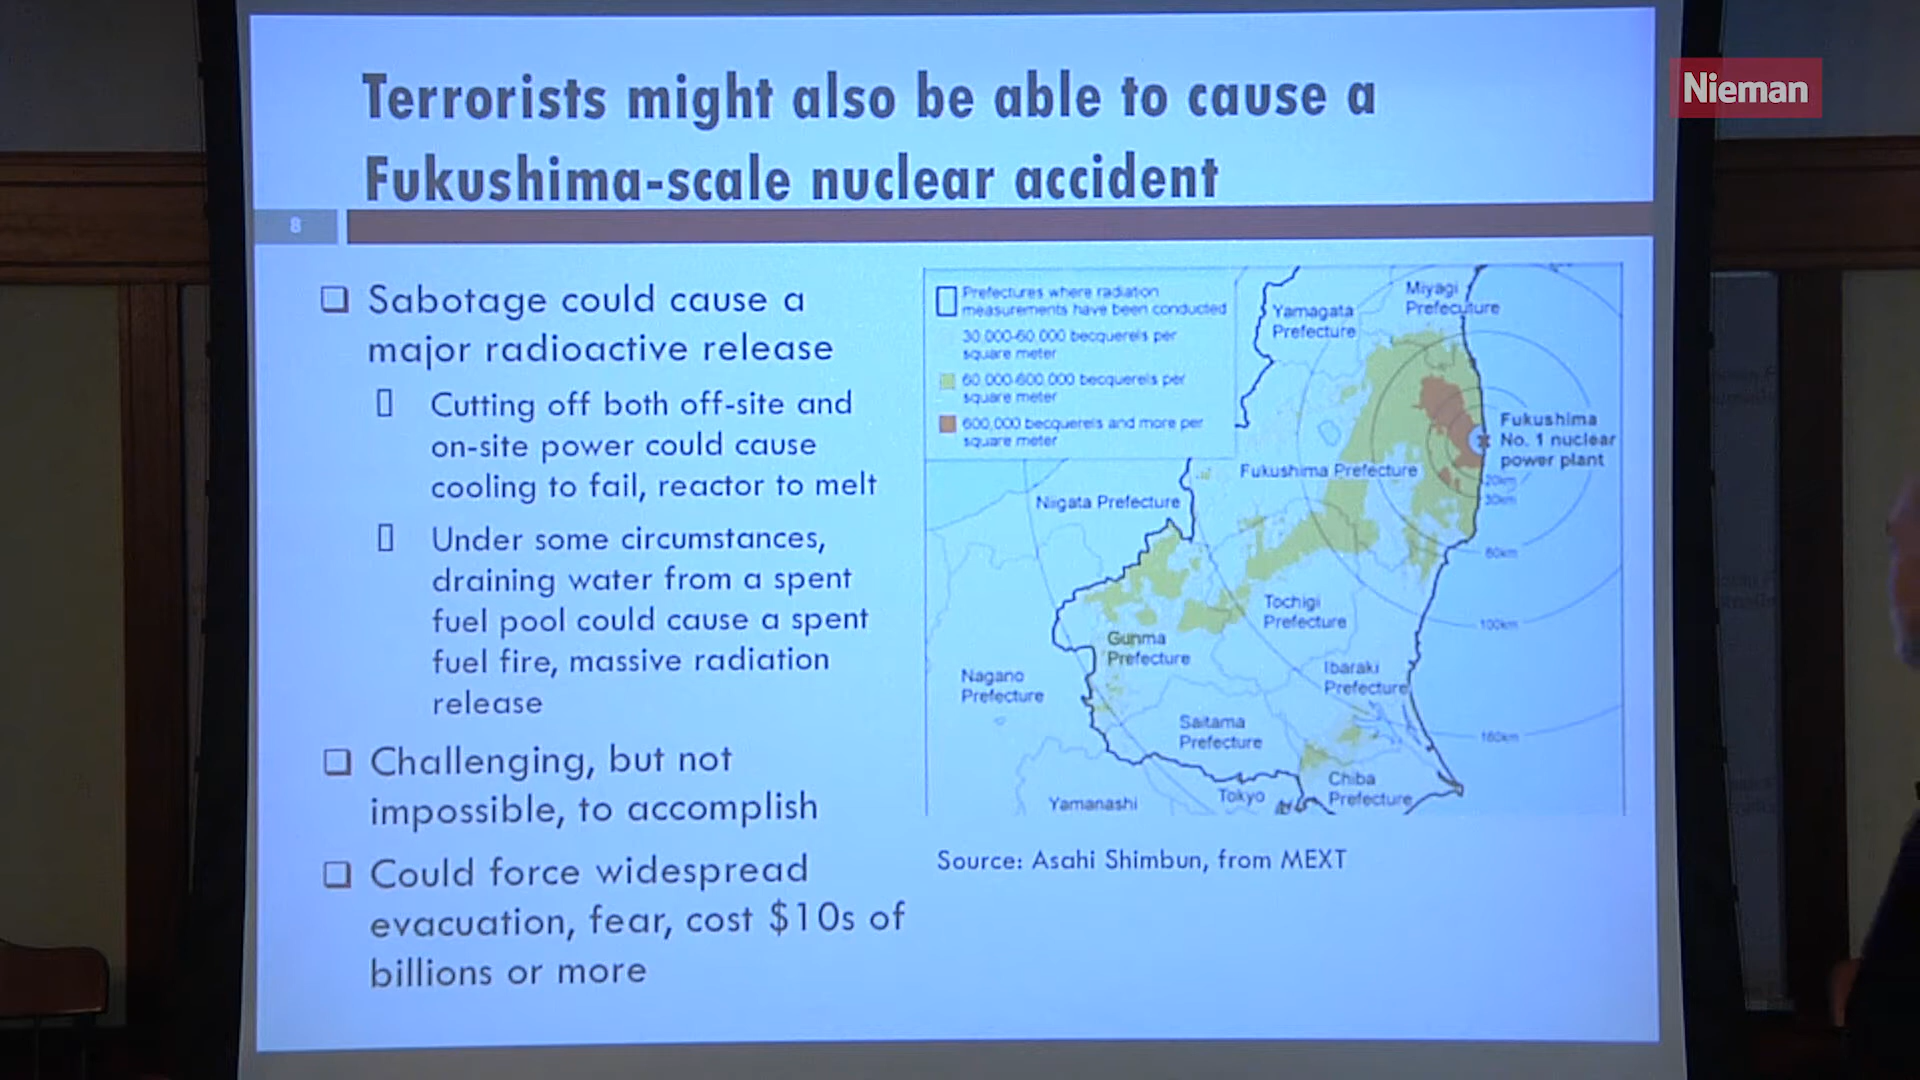 Nieman
Terrorists might also be able to cause a
Fukushima-scale nuclear accident
8
Sabotage could cause a
major radioactive release
Cutting off both off-site and
on-site power could cause
cooling to fail, reactor to melt
Under some circumstances,
draining water from a spent
fuel pool could cause a spent
fuel fire, massive radiation
release
Challenging, but not
impossible, to accomplish
Could force widespread
evacuation, fear, cost $10s of
billions or more
Prefectures where radiation
measurements have been conducted
30,000-60,000 becquerels per
square meter
60,000-600,000 becquerels per
square meter
600,000 becquerels and more per
square meter
Yamagata
Prefecture
Miyagi
Prefecuture
Fukushima
No. 1 nuclear
power plant
Fukushima Prefecture
20km
30km
Niigata Prefecture
60km
Tochigi
Prefecture
100km
Gunma
Prefecture
Ibaraki
Prefecture
Nagano
Prefecture
Saitama
Prefecture
160km
Chiba
Prefecture
Tokyo
Yamanashi
Source: Asahi Shimbun, from MEXT